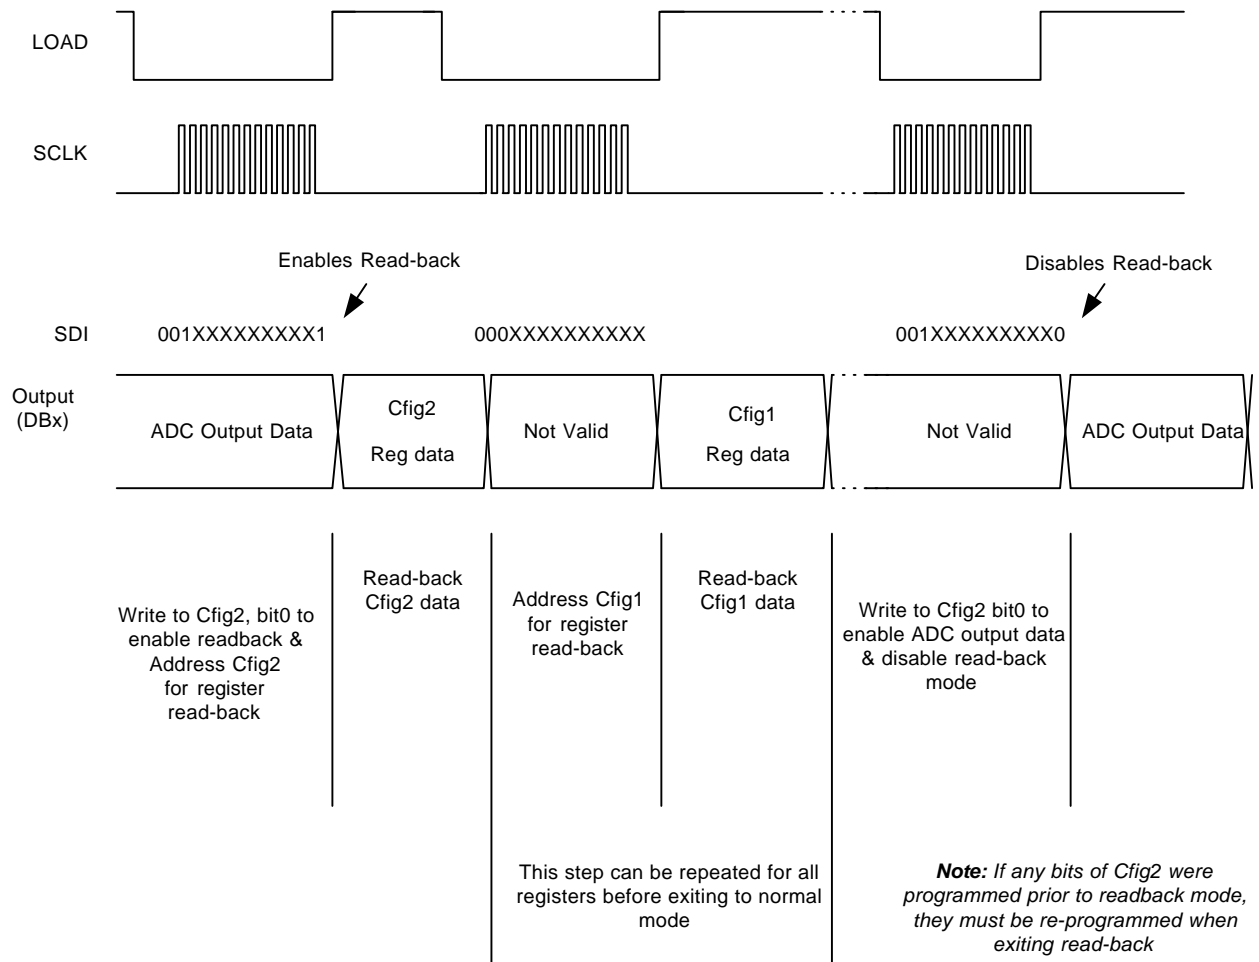 LOAD
SCLK
Enables Read-back
Disables Read-back
SDI
001XXXXXXXXX1
000XXXXXXXXXX
001XXXXXXXXX0
Output
(DBx)
ADC Output Data
Cfig2
Reg data
Not Valid
Cfig1
Reg data
Not Valid
ADC Output Data
Write to Cfig2, bit0 to
enable readback &
Address Cfig2
for register
read-back
Read-back
Cfig2 data
Address Cfig1
for register
read-back
Read-back
Cfig1 data
Write to Cfig2 bit0 to
enable ADC output data
& disable read-back
mode
This step can be repeated for all
registers before exiting to normal
mode
Note: If any bits of Cfig2 were
programmed prior to readback mode,
they must be re-programmed when
exiting read-back